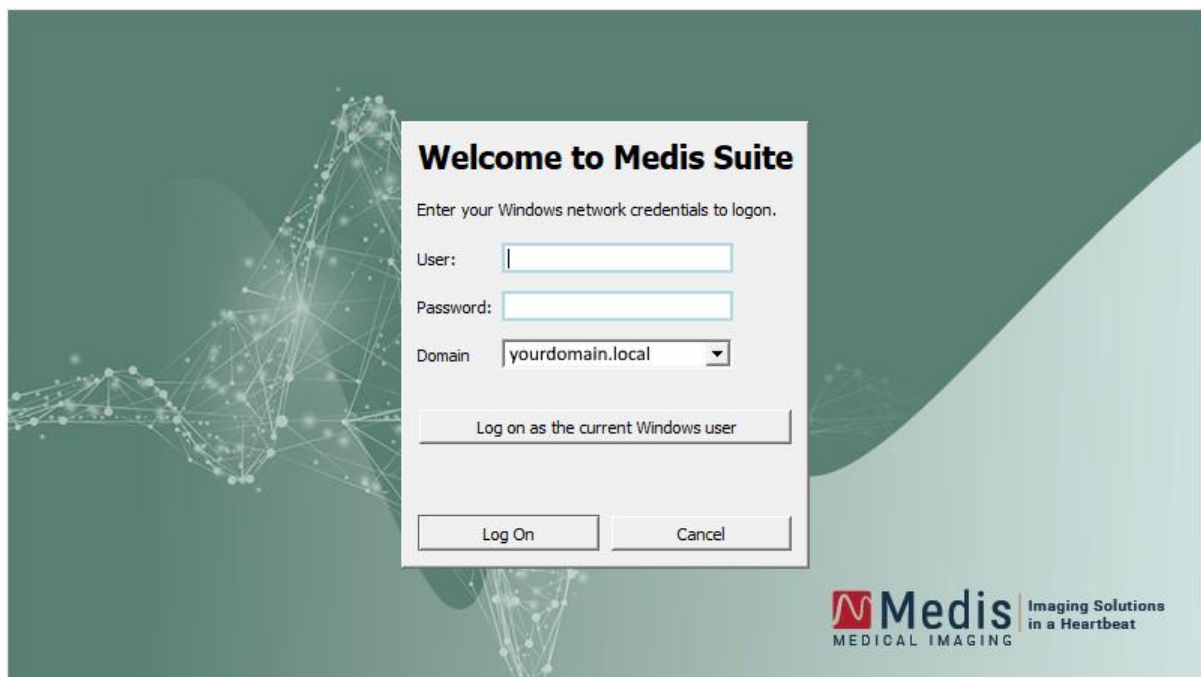 Welcome to Medis Suite
Enter your Windows network credentials to logon.
User:
Password:
Domain yourdomain.local
Log on as the current Windows user
Log On Cancel
Medis
MEDICAL IMAGING
Imaging Solutions
in a Heartbeat